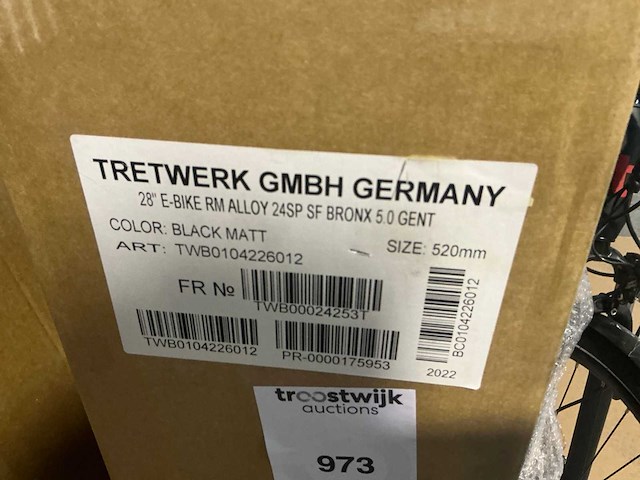 TRETWERK GMBH GERMANY
28" E-BIKE RM ALLOY 24SP SF BRONX 5.0 GENT
COLOR: BLACK MATT
SIZE: 520mm
ART: TWB0104226012
FR №
TWB00024253T
TWB0104226012
PR-0000175953
BC0104226012
2022
troostwijk
auctions
973